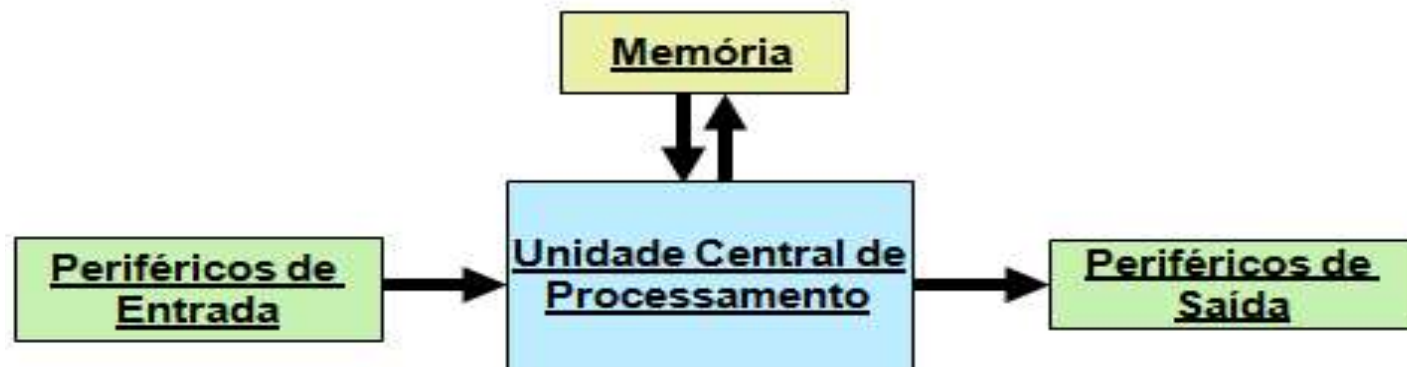 Memória
Unidade Central de
Processamento
Periféricos de
Entrada
Periféricos de
Saída